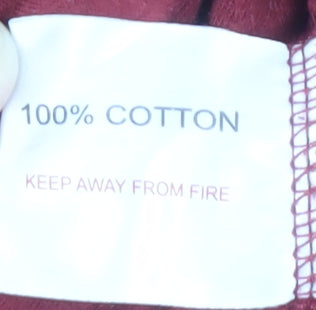 100% COTTON
KEEP AWAY FROM FIRE